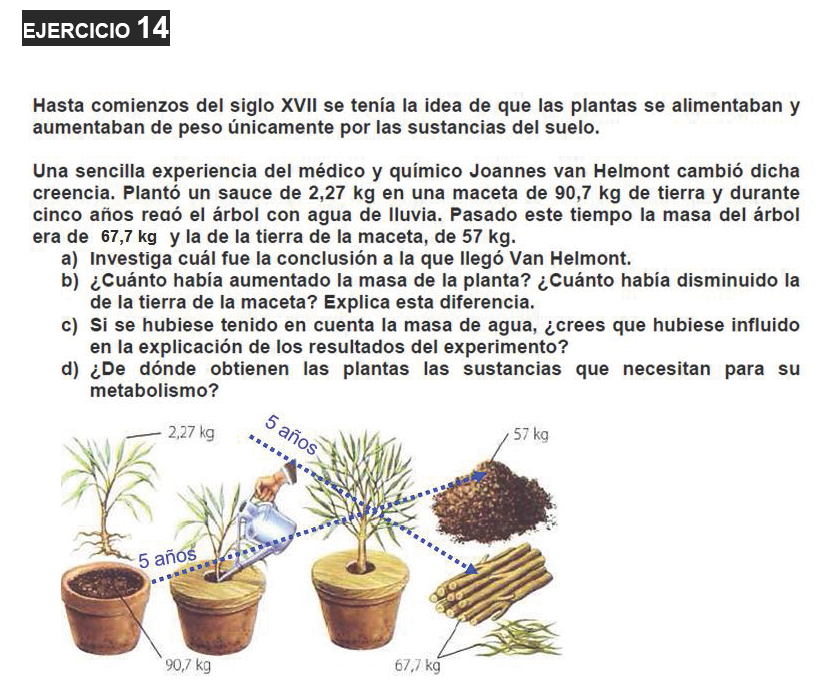 EJERCICIO 14
Hasta comienzos del siglo XVII se tenía la idea de que las plantas se alimentaban y
aumentaban de peso únicamente por las sustancias del suelo.
Una sencilla experiencia del médico y químico Joannes van Helmont cambió dicha
creencia. Plantó un sauce de 2,27 kg en una maceta de 90,7 kg de tierra y durante
cinco años regó el árbol con agua de lluvia. Pasado este tiempo la masa del árbol
era de 67,7 kg y la de la tierra de la maceta, de 57 kg.
a) Investiga cuál fue la conclusión a la que llegó Van Helmont.
b) ¿Cuánto había aumentado la masa de la planta? ¿Cuánto había disminuido la
de la tierra de la maceta? Explica esta diferencia.
c) Si se hubiese tenido en cuenta la masa de agua, ¿crees que hubiese influido
en la explicación de los resultados del experimento?
d) ¿De dónde obtienen las plantas las sustancias que necesitan para su
metabolismo?
2,27 kg
5 años
57 kg
5 años
90,7 kg
67,7 kg